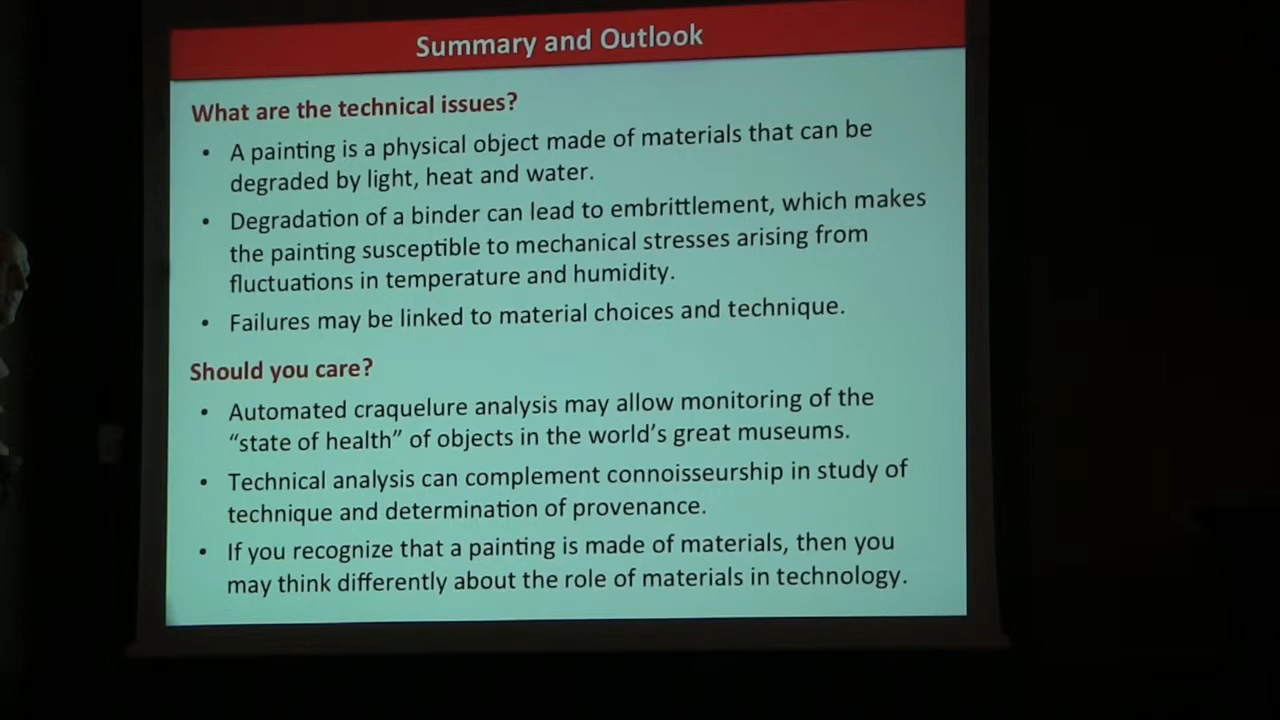 Summary and Outlook
What are the technical issues?
• A painting is a physical object made of materials that can be
degraded by light, heat and water.
• Degradation of a binder can lead to embrittlement, which makes
the painting susceptible to mechanical stresses arising from
fluctuations in temperature and humidity.
• Failures may be linked to material choices and technique.
Should you care?
• Automated craquelure analysis may allow monitoring of the
“state of health” of objects in the world’s great museums.
• Technical analysis can complement connoisseurship in study of
technique and determination of provenance.
• If you recognize that a painting is made of materials, then you
may think differently about the role of materials in technology.